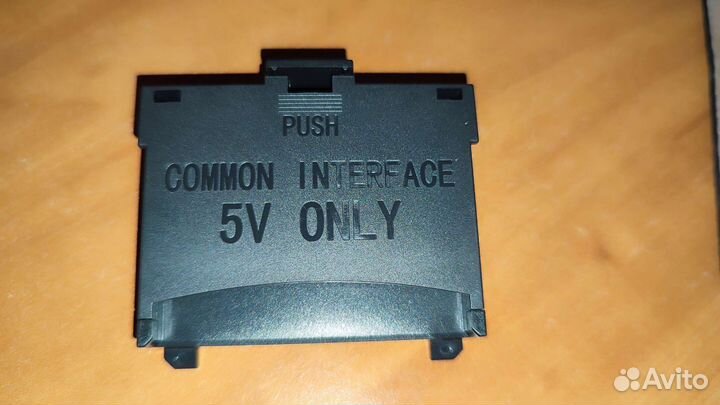 PUSH
COMMON INTERFACE
5V ONLY
Avito